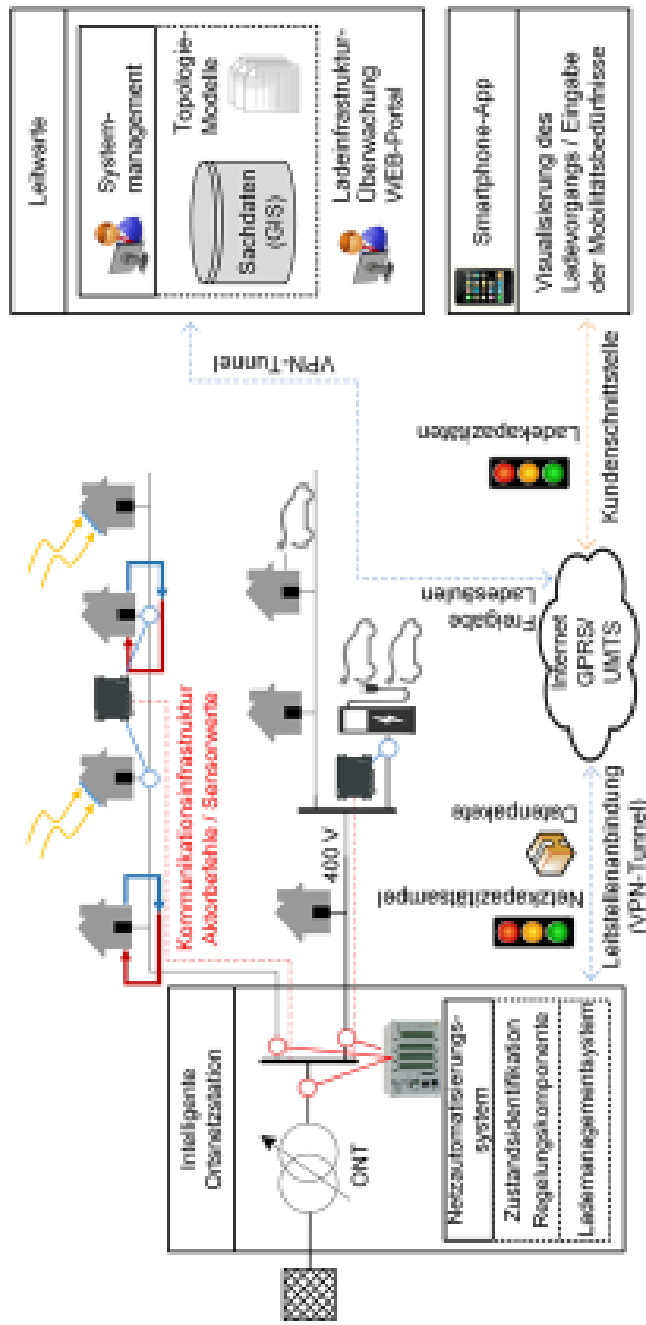 Intelligente
Ortsnetzstation
ONT
Netzautomatisierungs-
system
Zustandsidentifikation
Regelungskomponente
Lademanagementsystem
Kommunikationsinfrastruktur
Aktorbefehle / Sensorwerte
400 V
Netzkapazitätsampel
Datenpakete
Leitstellenanbindung
(VPN-Tunnel)
Internet
GPRS/
UMTS
Freigabe
Ladesäulen
VPN-Tunnel
Ladekapazitäten
Kundenschnittstelle
Leitwarte
System-
management
Topologie-
Modelle
Sachdaten
(GIS)
Ladeinfrastruktur-
Überwachung
WEB-Portal
Smartphone-App
Visualisierung des
Ladevorgangs / Eingabe
der Mobilitätsbedürfnisse